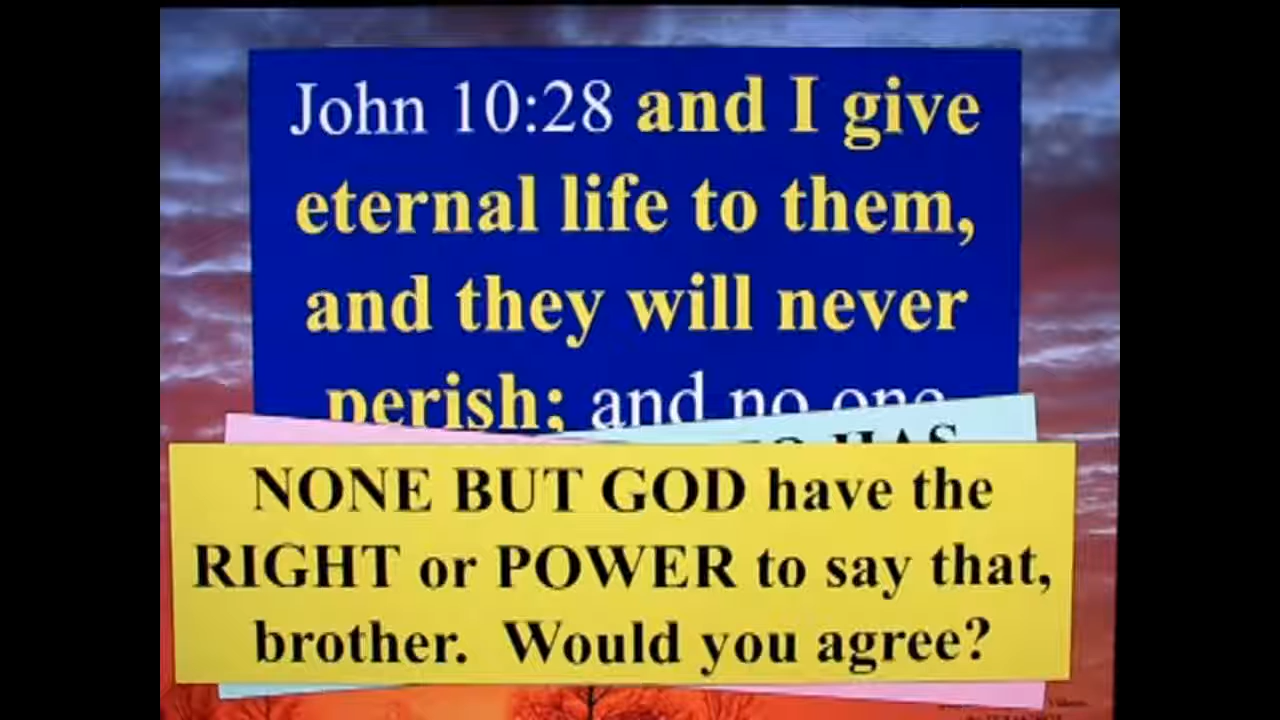 John 10:28 and I give
eternal life to them,
and they will never
perish; and no one
HAS
NONE BUT GOD have the
RIGHT or POWER to say that,
brother. Would you agree?